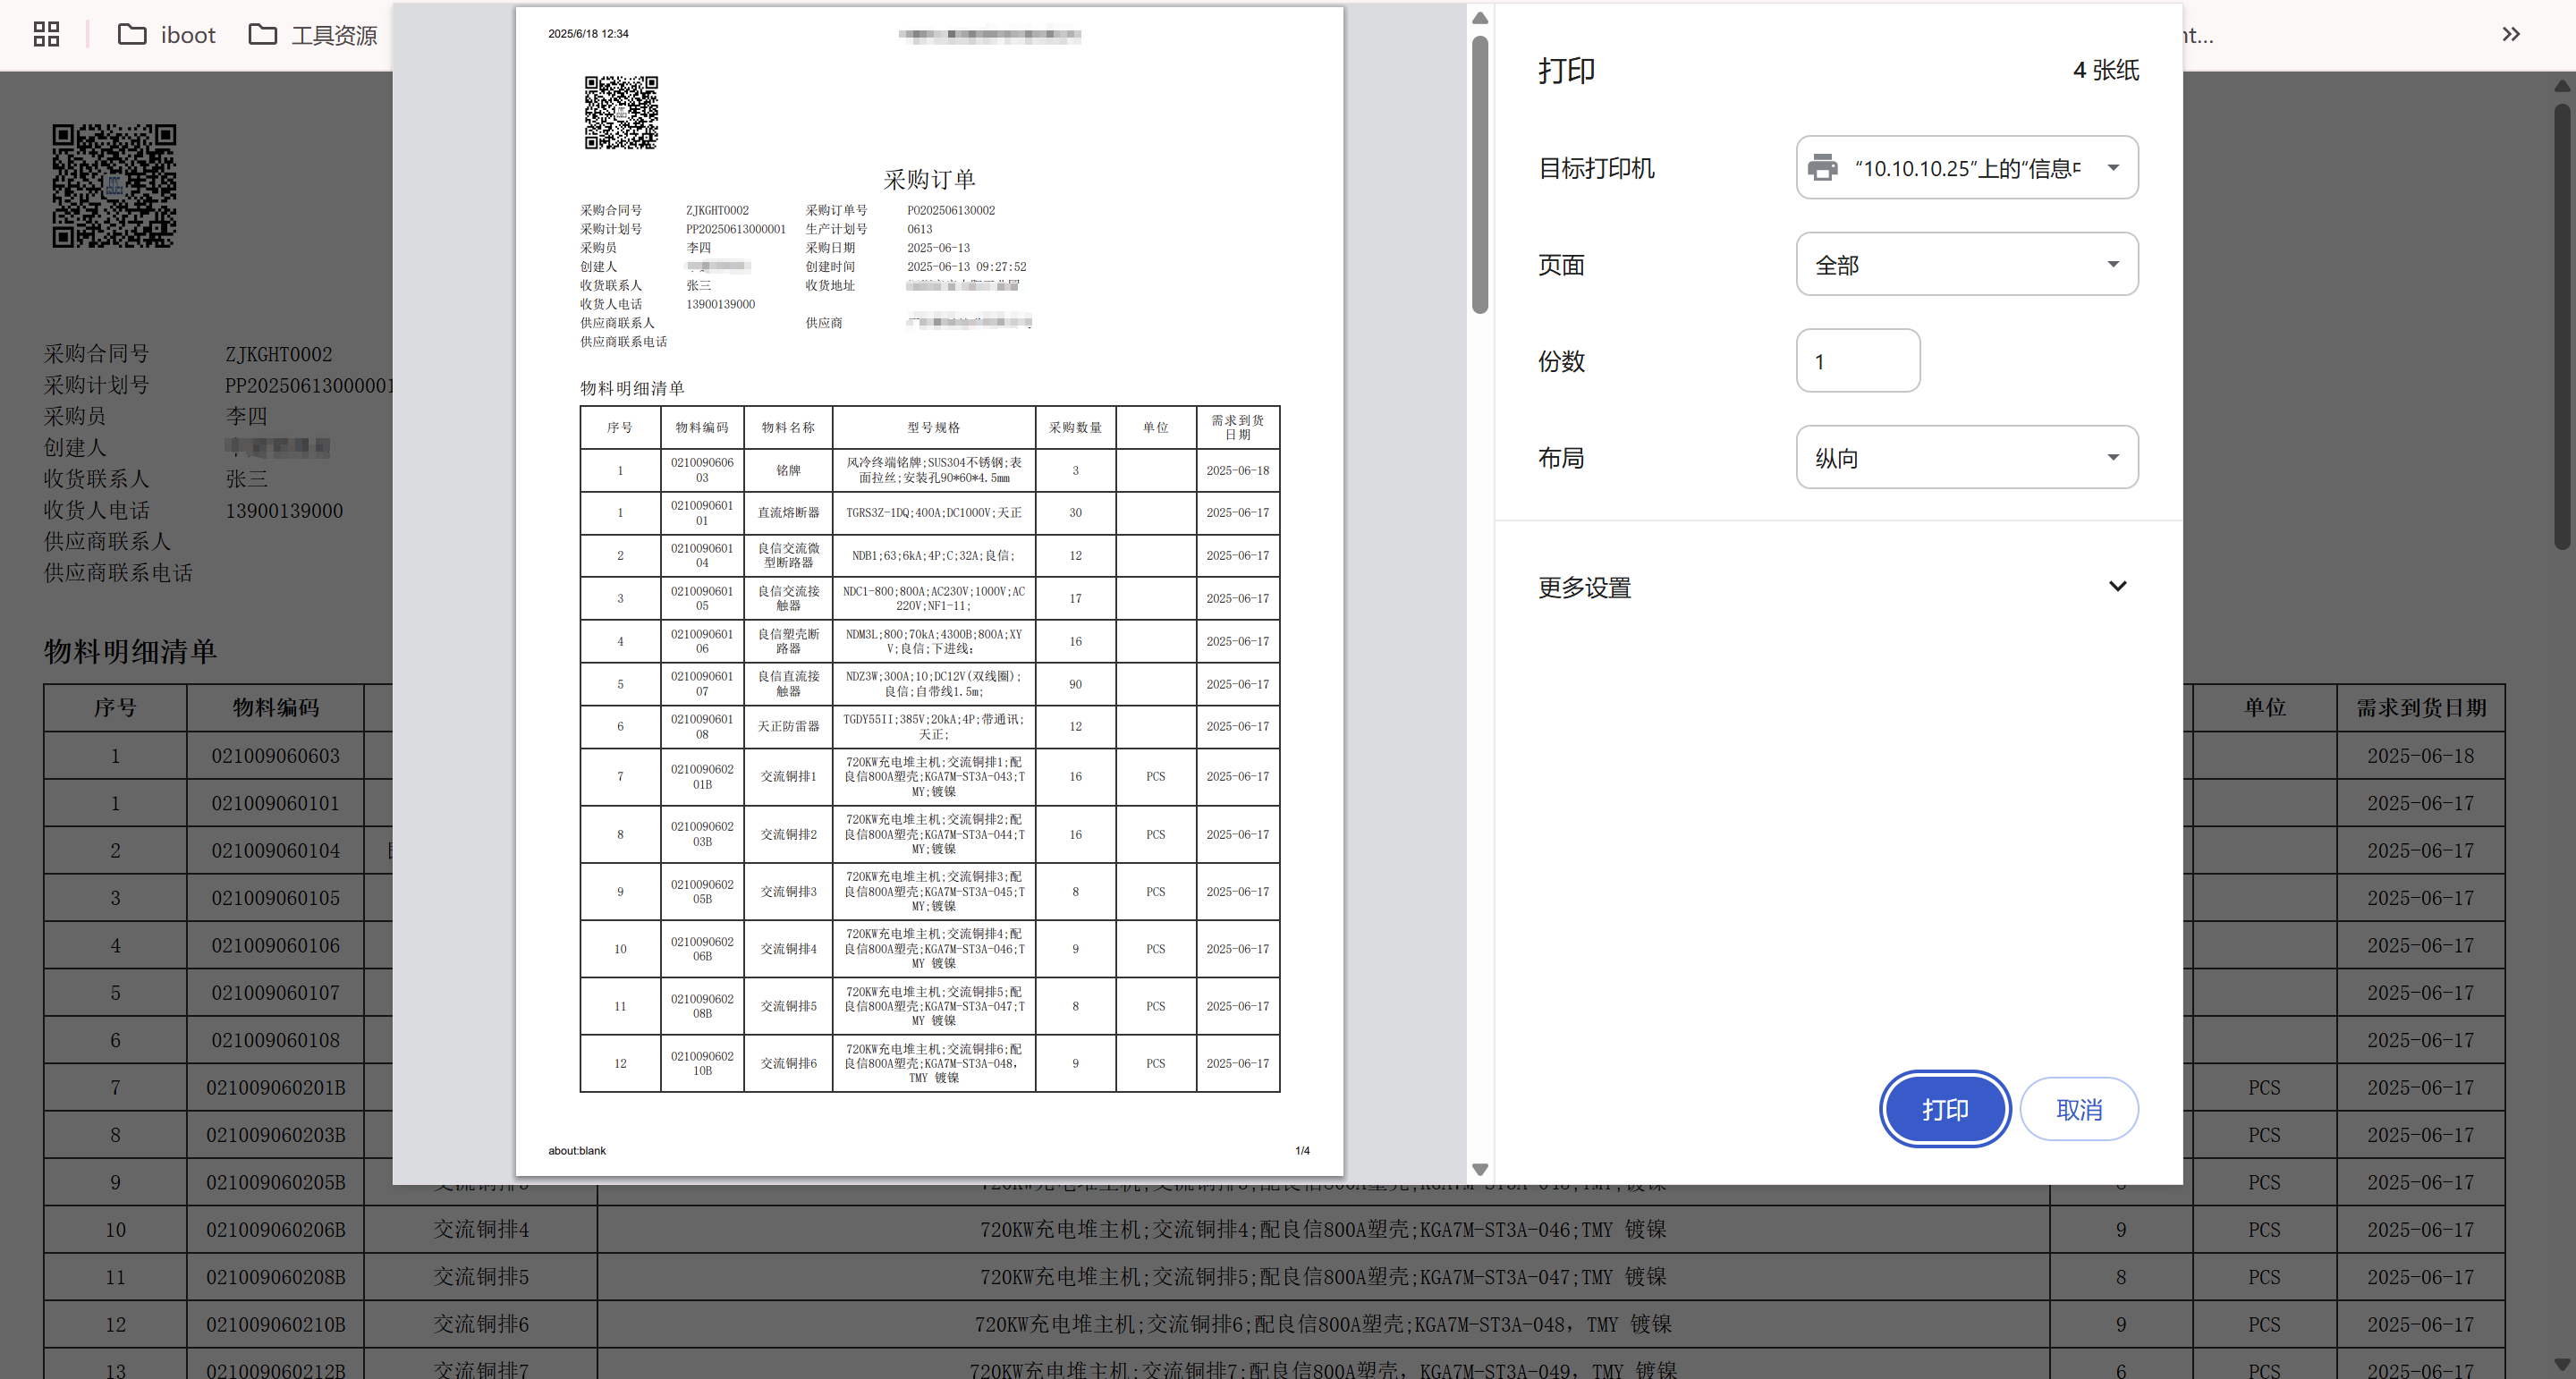 iboot
工具资源
ht...
2025/6/18 12:34
采购订单
采购合同号 ZJKGHT0002 采购订单号 PO202506130002
采购计划号 PP20250613000001 生产计划号 0613
采购员 李四 采购日期 2025-06-13
创建人 创建时间 2025-06-13 09:27:52
收货联系人 张三 收货地址
收货人电话 13900139000
供应商联系人 供应商
供应商联系电话
物料明细清单
序号 物料编码 物料名称 型号规格 采购数量 单位 需求到货
日期
1 0210090606
03 铭牌 风冷终端铭牌;SUS304不锈钢;表
面拉丝;安装孔90*60*4.5mm 3 2025-06-18
1 0210090601
01 直流熔断器 TGRS3Z-1DQ;400A;DC1000V;天正 30 2025-06-17
2 0210090601
04 良信交流微
型断路器 NDB1;63;6kA;4P;C;32A;良信; 12 2025-06-17
3 0210090601
05 良信交流接
触器 NDC1-800;800A;AC230V;1000V;AC
220V;NF1-11; 17 2025-06-17
4 0210090601
06 良信塑壳断
路器 NDM3L;800;70kA;4300B;800A;XY
V;良信;下进线; 16 2025-06-17
5 0210090601
07 良信直流接
触器 NDZ3W;300A;10;DC12V(双线圈);
良信;自带线1.5m; 90 2025-06-17
6 0210090601
08 天正防雷器 TGDY55II;385V;20kA;4P;带通讯;
天正; 12 2025-06-17
7 0210090602
01B 交流铜排1 720KW充电堆主机;交流铜排1;配
良信800A塑壳;KGA7M-ST3A-043;T
MY;镀镍 16 PCS 2025-06-17
8 0210090602
03B 交流铜排2 720KW充电堆主机;交流铜排2;配
良信800A塑壳;KGA7M-ST3A-044;T
MY;镀镍 16 PCS 2025-06-17
9 0210090602
05B 交流铜排3 720KW充电堆主机;交流铜排3;配
良信800A塑壳;KGA7M-ST3A-045;T
MY;镀镍 8 PCS 2025-06-17
10 0210090602
06B 交流铜排4 720KW充电堆主机;交流铜排4;配
良信800A塑壳;KGA7M-ST3A-046;T
MY 镀镍 9 PCS 2025-06-17
11 0210090602
08B 交流铜排5 720KW充电堆主机;交流铜排5;配
良信800A塑壳;KGA7M-ST3A-047;T
MY 镀镍 8 PCS 2025-06-17
12 0210090602
10B 交流铜排6 720KW充电堆主机;交流铜排6;配
良信800A塑壳;KGA7M-ST3A-048,
TMY 镀镍 9 PCS 2025-06-17
about:blank 1/4
打印 4 张纸
目标打印机 “10.10.10.25”上的“信息
页面 全部
份数 1
布局 纵向
更多设置
打印 取消
采购合同号 ZJKGHT0002
采购计划号 PP20250613000001
采购员 李四
创建人
收货联系人 张三
收货人电话 13900139000
供应商联系人
供应商联系电话
物料明细清单
序号 物料编码 单位 需求到货日期
1 021009060603 2025-06-18
1 021009060101 2025-06-17
2 021009060104 2025-06-17
3 021009060105 2025-06-17
4 021009060106 2025-06-17
5 021009060107 2025-06-17
6 021009060108 2025-06-17
7 021009060201B PCS 2025-06-17
8 021009060203B PCS 2025-06-17
9 021009060205B PCS 2025-06-17
10 021009060206B 交流铜排4 720KW充电堆主机;交流铜排4;配良信800A塑壳;KGA7M-ST3A-046;TMY 镀镍 9 PCS 2025-06-17
11 021009060208B 交流铜排5 720KW充电堆主机;交流铜排5;配良信800A塑壳;KGA7M-ST3A-047;TMY 镀镍 8 PCS 2025-06-17
12 021009060210B 交流铜排6 720KW充电堆主机;交流铜排6;配良信800A塑壳;KGA7M-ST3A-048, TMY 镀镍 9 PCS 2025-06-17
13 021009060212B 交流铜排7 720KW充电堆主机;交流铜排7;配良信800A塑壳, KGA7M-ST3A-049, TMY 镀镍 6 PCS 2025-06-17